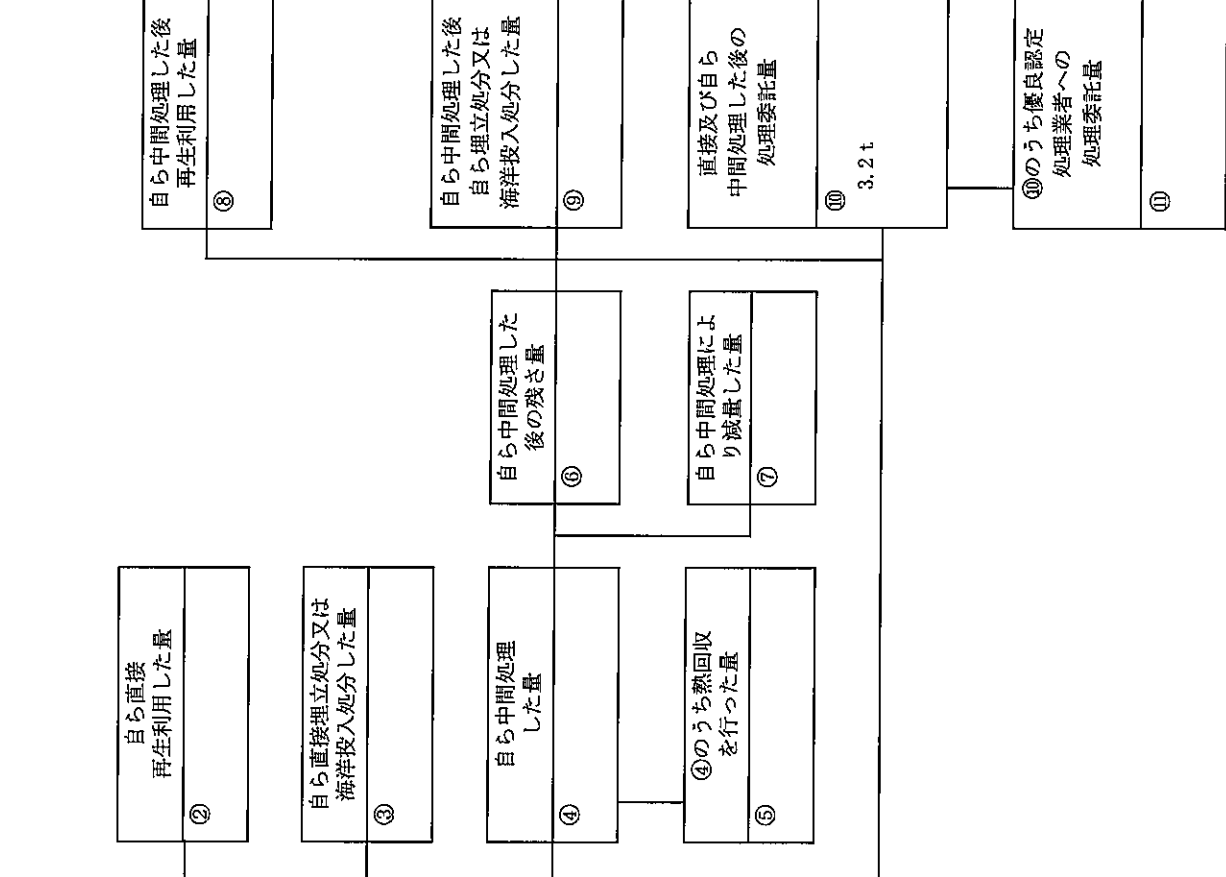 自ら直接
再生利用した量
②
自ら直接埋立処分又は
海洋投入処分した量
③
自ら中間処理
した量
④
④のうち熱回収
を行った量
⑤
自ら中間処理した
後の残さ量
⑥
自ら中間処理によ
り減量した量
⑦
自ら中間処理した後
再生利用した量
⑧
自ら中間処理した後
自ら埋立処分又は
海洋投入処分した量
⑨
直接及び自ら
中間処理した後の
処理委託量
⑩
3.2t
⑩のうち優良認定
処理業者への
処理委託量
⑪